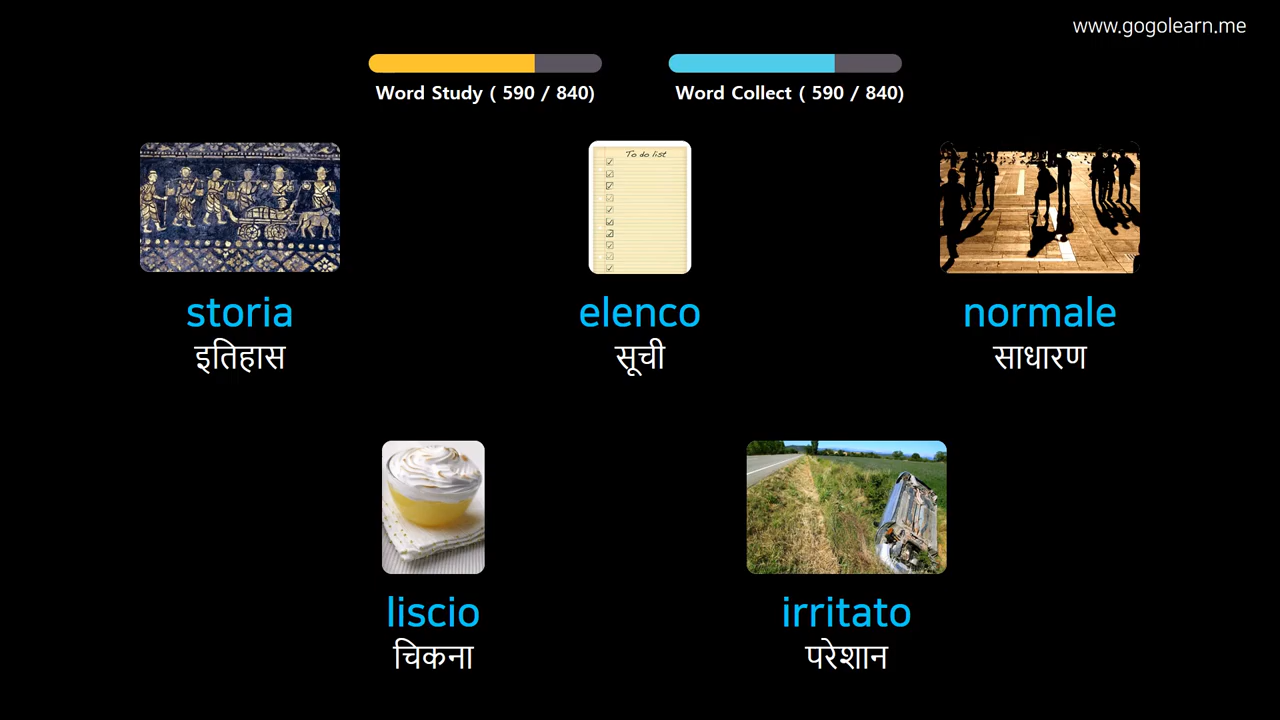 www.gogolearn.me
Word Study ( 590 / 840)
Word Collect ( 590 / 840)
To do list
storia
इतिहास
elenco
सूची
normale
साधारण
liscio
चिकना
irritato
परेशान